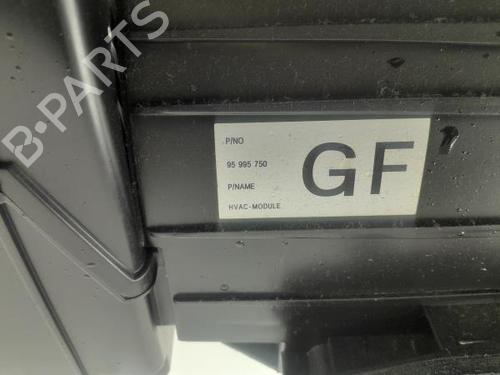 B-PARTS
P/NO
95 995 750
P/NAME
HVAC-MODULE
GF